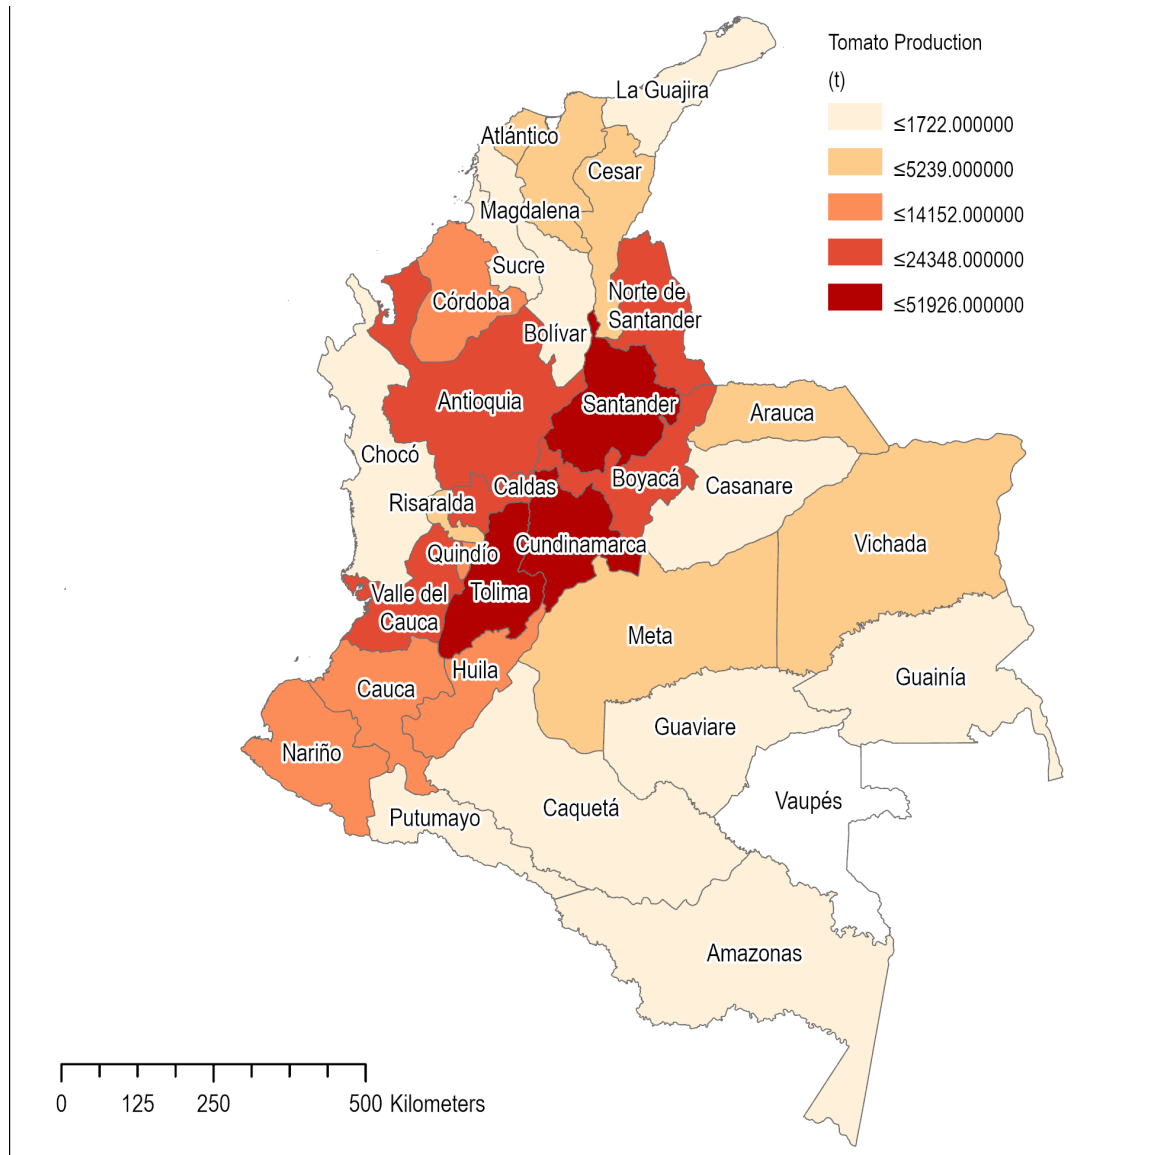 Tomato Production
(t)
≤1722.000000
≤5239.000000
≤14152.000000
≤24348.000000
≤51926.000000
La Guajira
Atlántico
Cesar
Magdalena
Sucre
Córdoba
Norte de
Santander
Bolívar
Antioquia
Santander
Arauca
Chocó
Boyacá
Caldas
Casanare
Risaralda
Quindío
Cundinamarca
Vichada
Valle del
Cauca
Tolima
Meta
Huila
Guainía
Cauca
Guaviare
Nariño
Vaupés
Caquetá
Putumayo
Amazonas
0 125 250 500 Kilometers